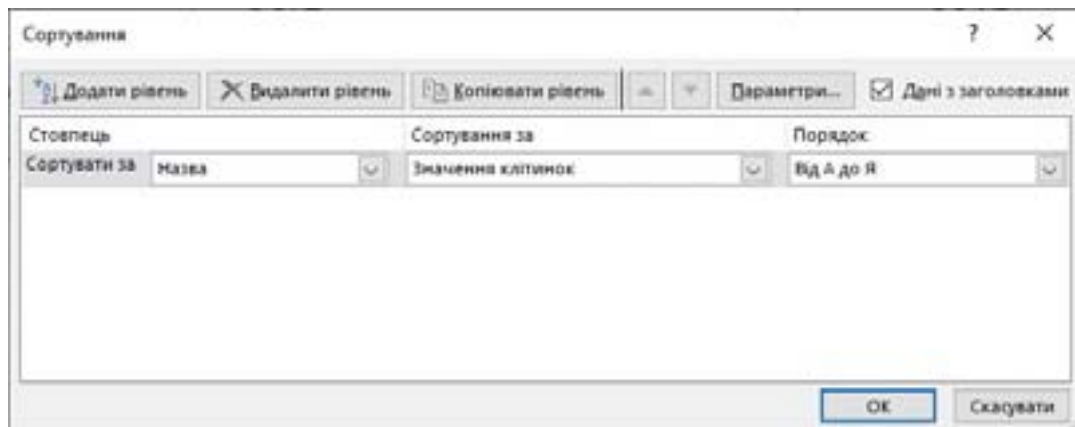 Сортування ?
Додати рівень Видалити рівень Копіювати рівень Параметри... Дані з заголовками
Стовпець Сортування за Порядок
Сортувати за Назва Значення клітинок Від А до Я
ОК Скасувати